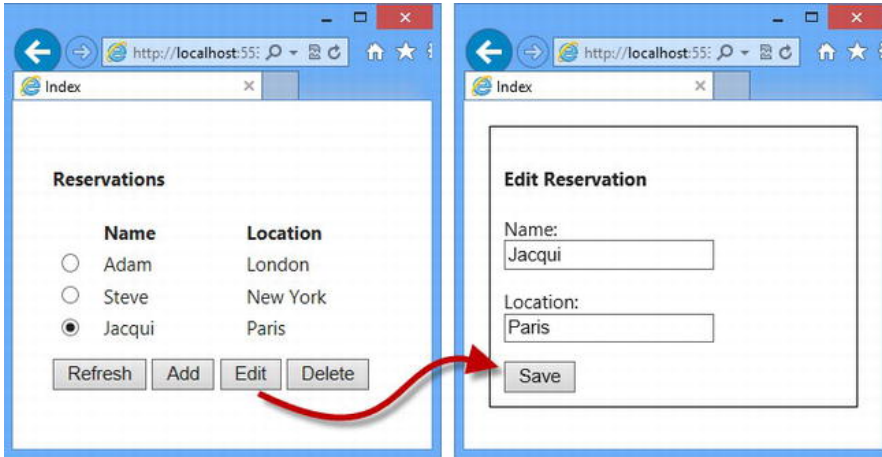 http://localhost:55
Index
Reservations
Name Location
Adam London
Steve New York
Jacqui Paris
Refresh Add Edit Delete
http://localhost:55
Index
Edit Reservation
Name:
Jacqui
Location:
Paris
Save